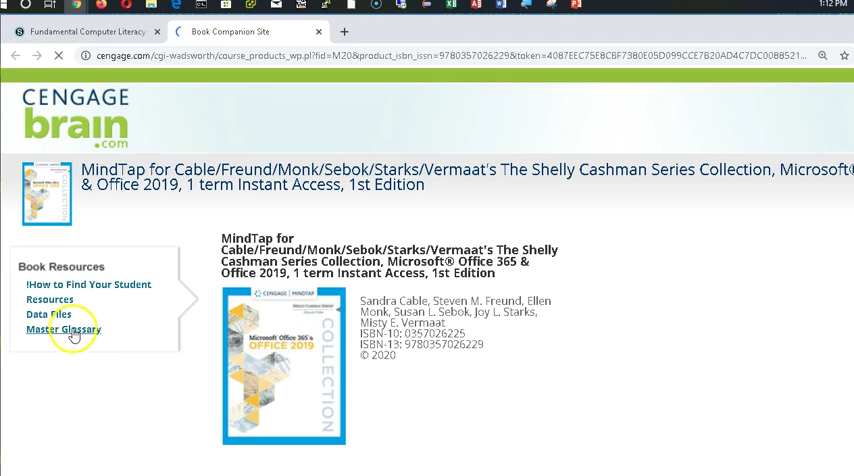 1:12 PM
Fundamental Computer Literacy
Book Companion Site
cengage.com/cgi-wadsworth/course_products_wp.pl?fid=M20&product_isbn_issn=9780357026229&token=4087EEC75E8CBF7380E05D099CCE7B20AD4C7DC0088521...
CENGAGE
brain
.com
MindTap for Cable/Freund/Monk/Sebok/Starks/Vermaat's The Shelly Cashman Series Collection, Microsoft®
& Office 2019, 1 term Instant Access, 1st Edition
Book Resources
!How to Find Your Student
Resources
Data Files
Master Glossary
MindTap for
Cable/Freund/Monk/Sebok/Starks/Vermaat's The Shelly
Cashman Series Collection, Microsoft® Office 365 &
Office 2019, 1 term Instant Access, 1st Edition
CENGAGE MINDTAP
Microsoft Office 365 &
OFFICE 2019
COLLECTION
Sandra Cable, Steven M. Freund, Ellen
Monk, Susan L. Sebok, Joy L. Starks,
Misty E. Vermaat
ISBN-10: 0357026225
ISBN-13: 9780357026229
© 2020